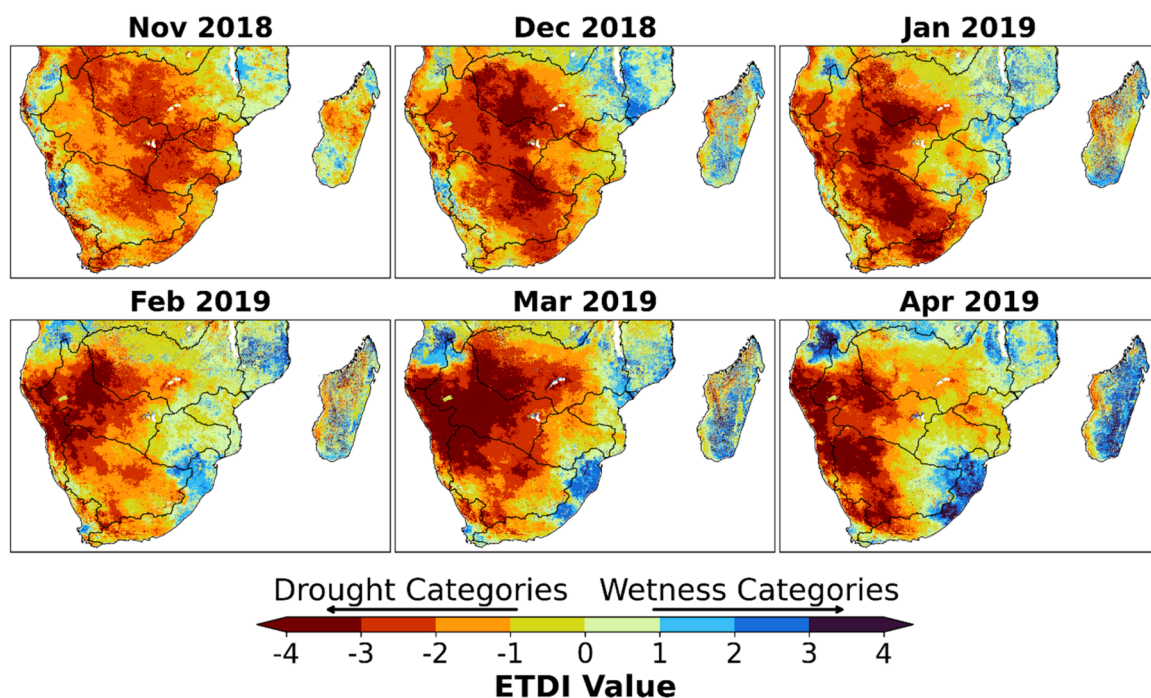 Nov 2018 Dec 2018 Jan 2019
Feb 2019 Mar 2019 Apr 2019
Drought Categories Wetness Categories
-4 -3 -2 -1 0 1 2 3 4
ETDI Value